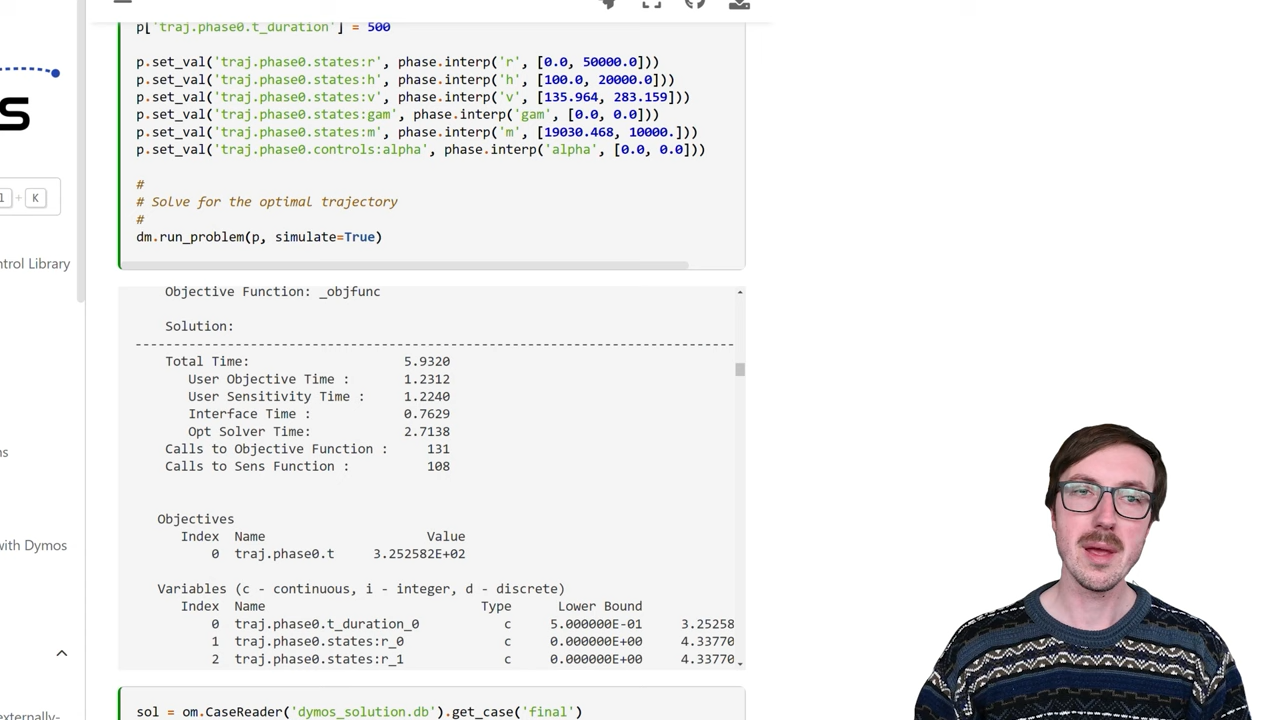 p['traj.phase0.t_duration'] = 500
p.set_val('traj.phase0.states:r', phase.interp('r', [0.0, 50000.0]))
p.set_val('traj.phase0.states:h', phase.interp('h', [100.0, 20000.0]))
p.set_val('traj.phase0.states:v', phase.interp('v', [135.964, 283.159]))
p.set_val('traj.phase0.states:gam', phase.interp('gam', [0.0, 0.0]))
p.set_val('traj.phase0.states:m', phase.interp('m', [19030.468, 10000.]))
p.set_val('traj.phase0.controls:alpha', phase.interp('alpha', [0.0, 0.0]))
#
# Solve for the optimal trajectory
#
dm.run_problem(p, simulate=True)
S
l + K
ntrol Library
ns
with Dymos
externally-
Objective Function: _objfunc
Solution:
--------------------------------------------------------------------------------
Total Time: 5.9320
User Objective Time : 1.2312
User Sensitivity Time : 1.2240
Interface Time : 0.7629
Opt Solver Time: 2.7138
Calls to Objective Function : 131
Calls to Sens Function : 108
Objectives
Index Name Value
0 traj.phase0.t 3.252582E+02
Variables (c - continuous, i - integer, d - discrete)
Index Name Type Lower Bound
0 traj.phase0.t_duration_0 c 5.000000E-01 3.25258
1 traj.phase0.states:r_0 c 0.000000E+00 4.33770
2 traj.phase0.states:r_1 c 0.000000E+00 4.33770
sol = om.CaseReader('dymos_solution.db').get_case('final')